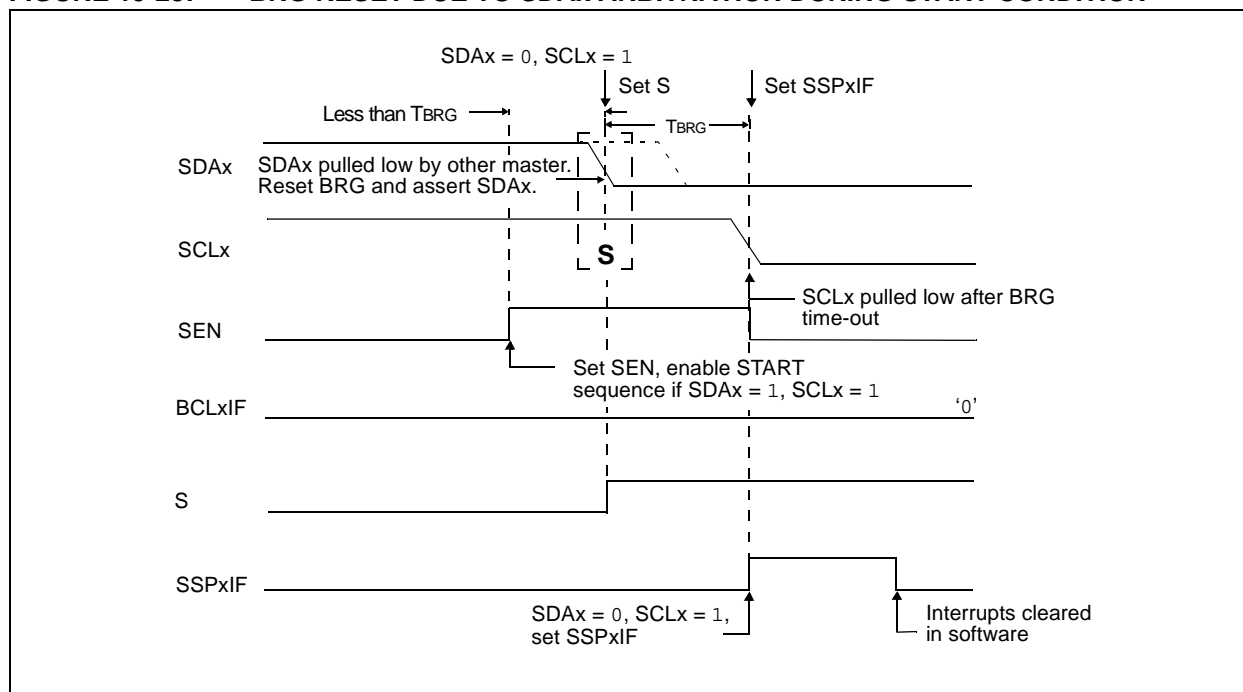 SDAx = 0, SCLx = 1
Set S
Set SSPxIF
Less than TBRG
TBRG
SDAx
SDAx pulled low by other master.
Reset BRG and assert SDAx.
SCLx
S
SCLx pulled low after BRG
time-out
SEN
Set SEN, enable START
sequence if SDAx = 1, SCLx = 1
BCLxIF
‘0’
S
SSPxIF
SDAx = 0, SCLx = 1,
set SSPxIF
Interrupts cleared
in software